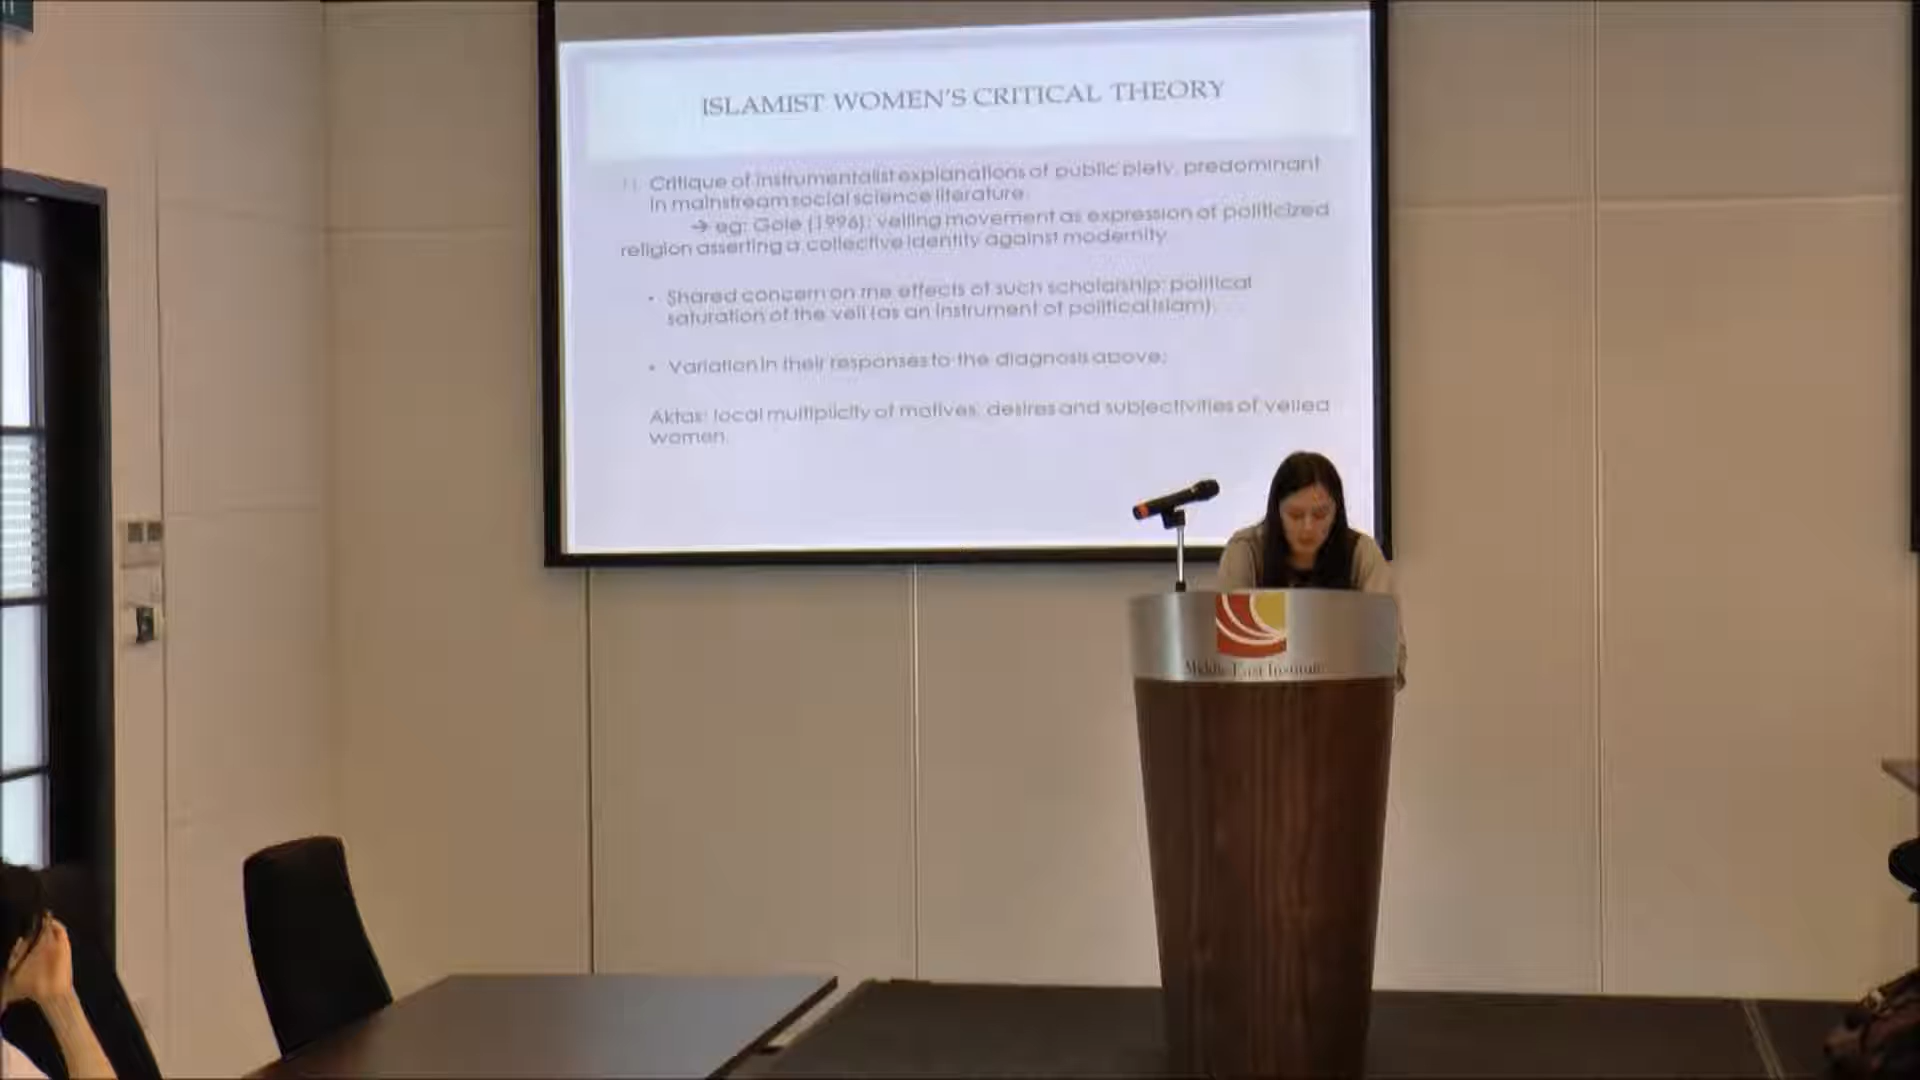 ISLAMIST WOMEN'S CRITICAL THEORY
Critique of instrumentalist explanations of public piety, predominant
in mainstream social science literature.
→ eg: Gole (1996): veiling movement as expression of politicized
religion asserting a collective identity against modernity
• Shared concern on the effects of such scholarship: political
saturation of the veil (as an instrument of political Islam).
• Variation in their responses to the diagnosis above:
Aktas: local multiplicity of motives, desires and subjectivities of veiled
women.
Middle East Institute